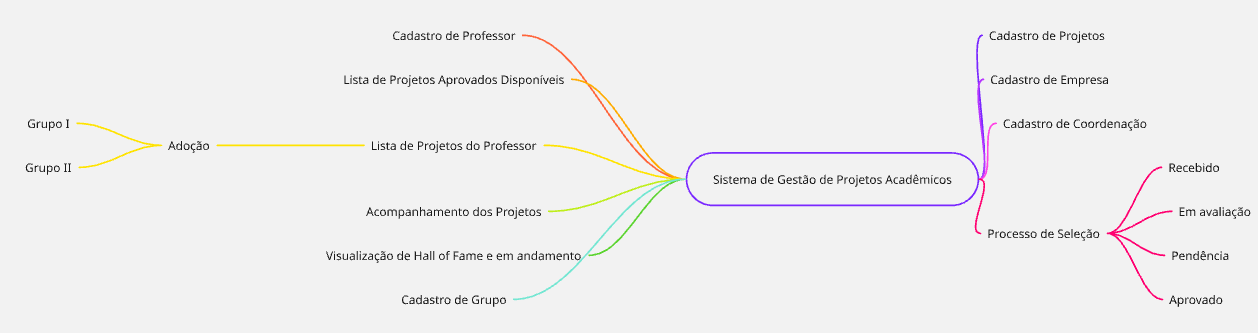 Cadastro de Professor
Lista de Projetos Aprovados Disponíveis
Grupo I
Grupo II
Adoção
Lista de Projetos do Professor
Acompanhamento dos Projetos
Visualização de Hall of Fame e em andamento
Cadastro de Grupo
Sistema de Gestão de Projetos Acadêmicos
Cadastro de Projetos
Cadastro de Empresa
Cadastro de Coordenação
Processo de Seleção
Recebido
Em avaliação
Pendência
Aprovado